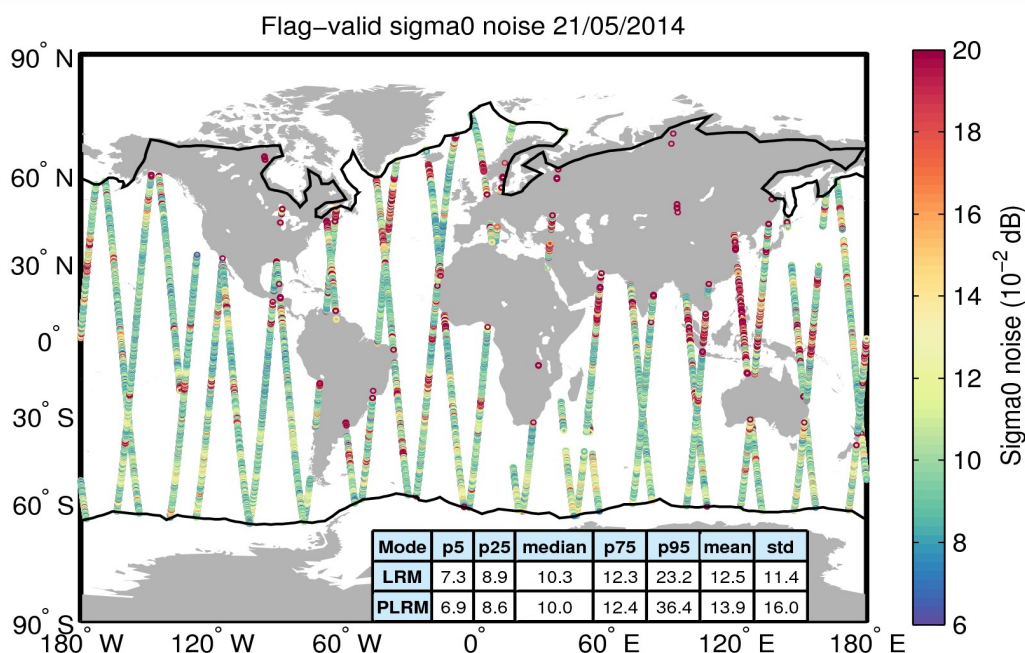 Flag−valid sigma0 noise 21/05/2014
90° N
60° N
30° N
0°
30° S
60° S
90° S
180° W
120° W
60° W
0°
60° E
120° E
180° E
Mode p5 p25 median p75 p95 mean std
LRM 7.3 8.9 10.3 12.3 23.2 12.5 11.4
PLRM 6.9 8.6 10.0 12.4 36.4 13.9 16.0
20
18
16
14
12
10
8
6
Sigma0 noise (10⁻² dB)